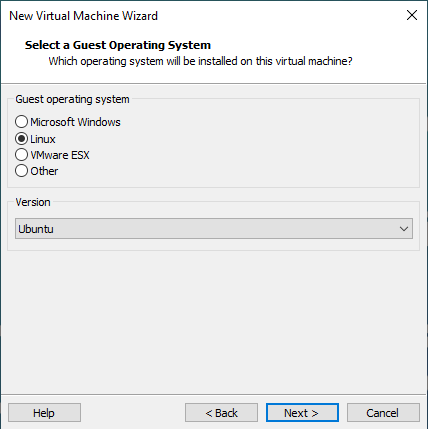 New Virtual Machine Wizard
Select a Guest Operating System
Which operating system will be installed on this virtual machine?
Guest operating system
Microsoft Windows
Linux
VMware ESX
Other
Version
Ubuntu
Help
< Back
Next >
Cancel